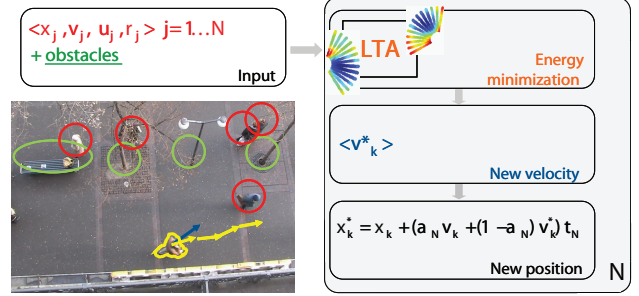 <x_j, v_j, u_j, r_j> j=1...N
+ obstacles
Input
LTA
Energy
minimization
<v*_k>
New velocity
x*_k = x_k +(a_N v_k +(1 -a_N) v*_k) t_N
New position
N